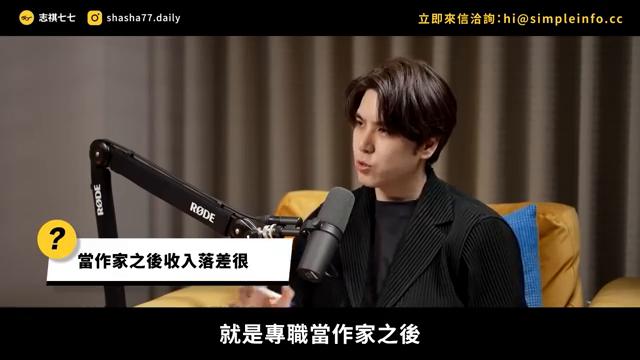 志祺七七
shasha77.daily
立即來信洽詢:hi@simpleinfo.cc
RØDE
RØDE
?
當作家之後收入落差很
就是專職當作家之後